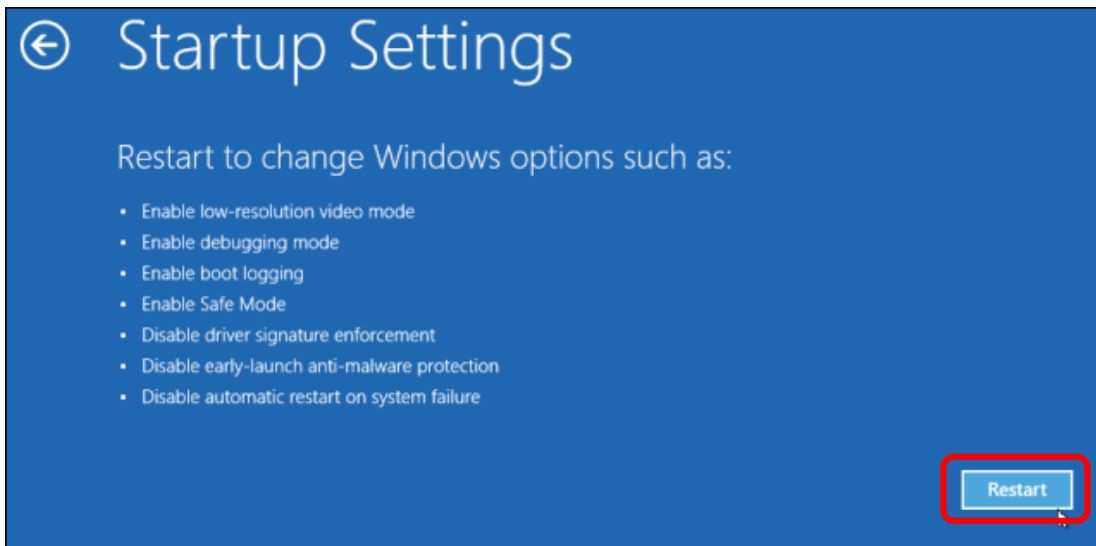 Startup Settings
Restart to change Windows options such as:
• Enable low-resolution video mode
• Enable debugging mode
• Enable boot logging
• Enable Safe Mode
• Disable driver signature enforcement
• Disable early-launch anti-malware protection
• Disable automatic restart on system failure
Restart